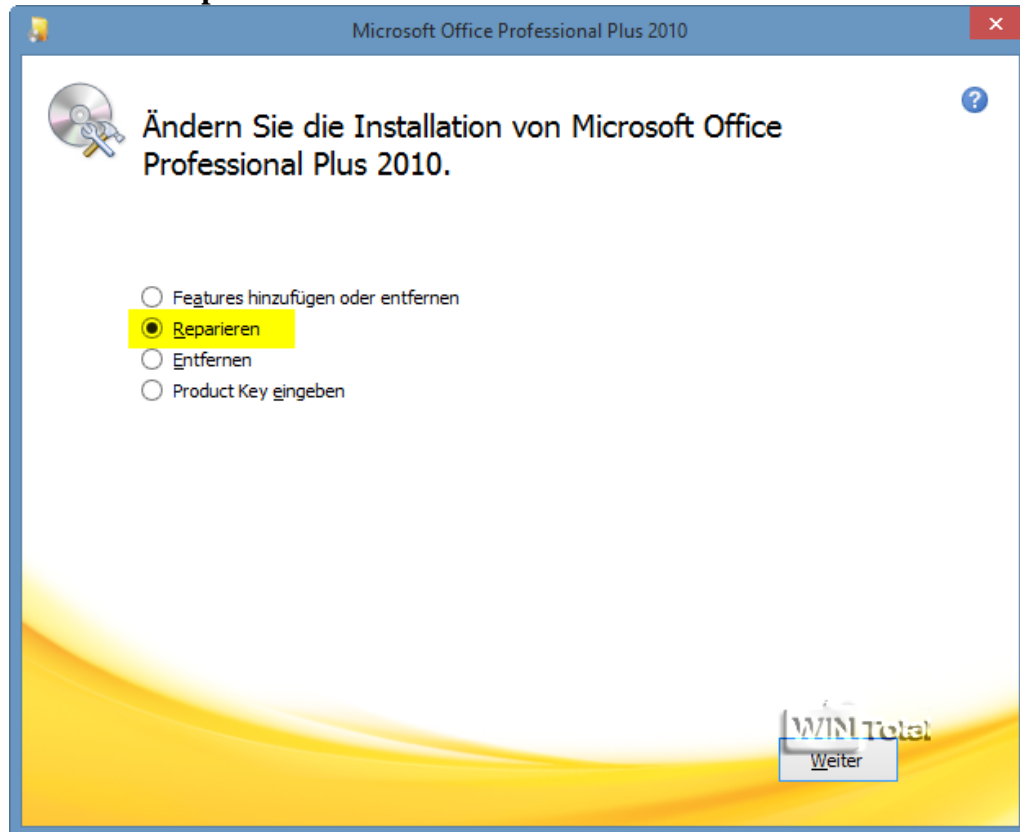 Microsoft Office Professional Plus 2010
Ändern Sie die Installation von Microsoft Office
Professional Plus 2010.
Features hinzufügen oder entfernen
Reparieren
Entfernen
Product Key eingeben
WIN Total
Weiter